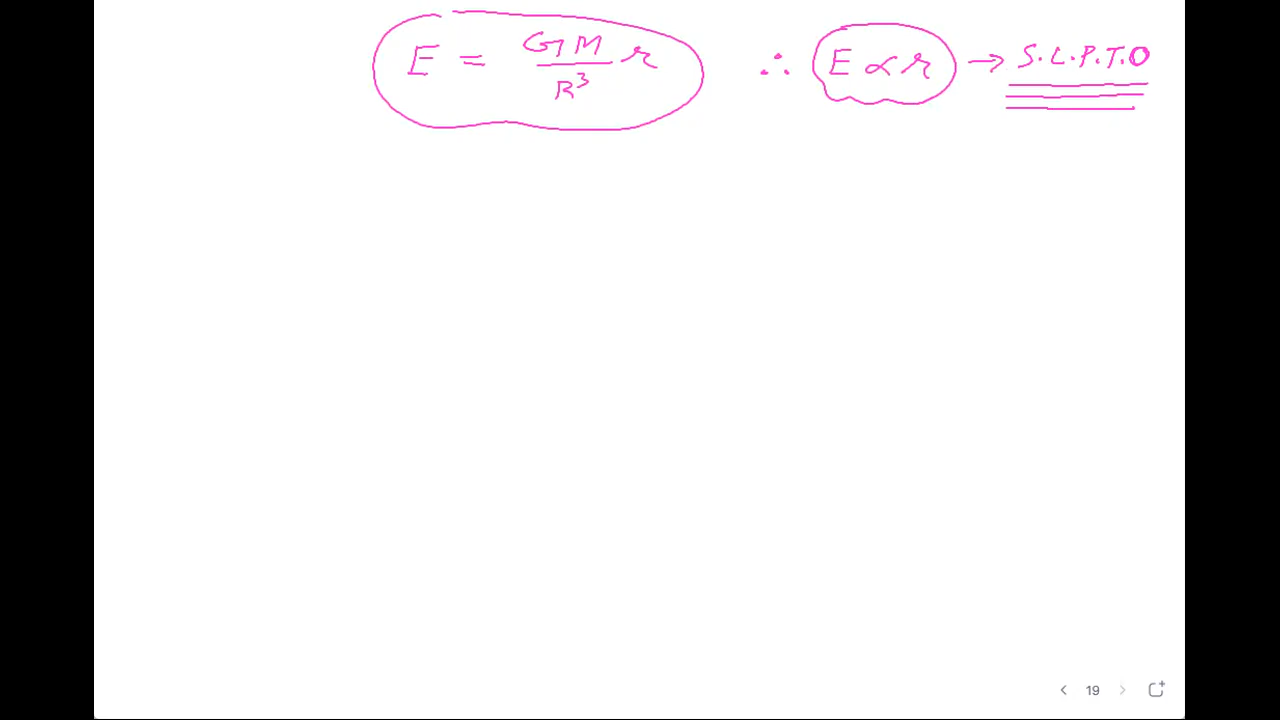 E = GM/R³ r ∴ E ∝ r → S.L.P.T.O
19